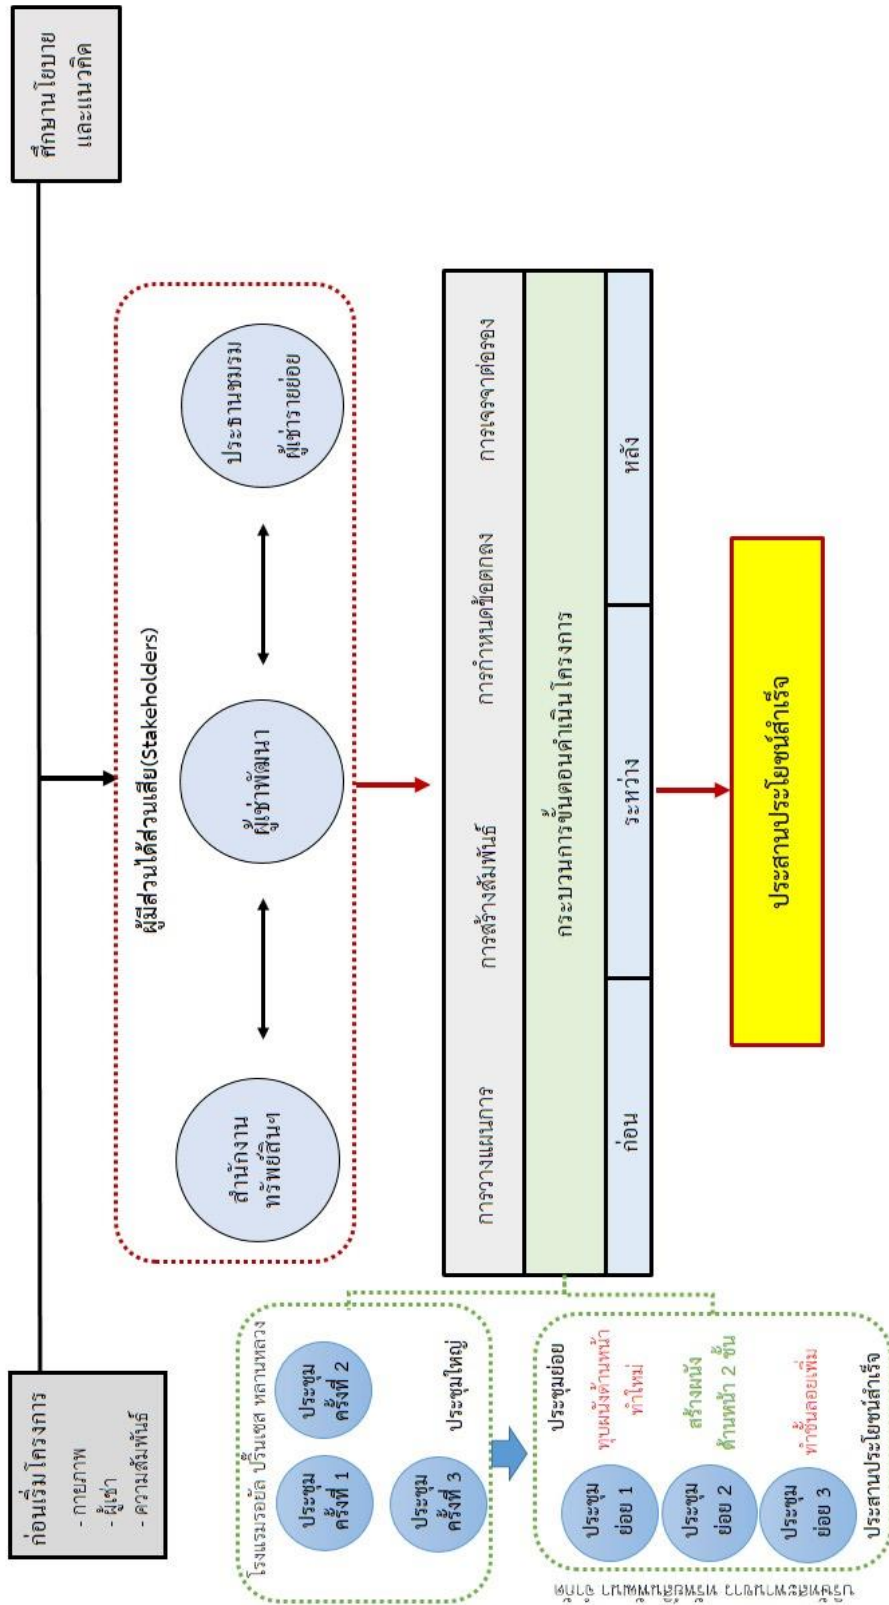 ก่อนเริ่มโครงการ
- กายภาพ
- ผู้เช่า
- ความสัมพันธ์
ศึกษานโยบาย
และแนวคิด
ผู้มีส่วนได้ส่วนเสีย(Stakeholders)
สำนักงาน
ทรัพย์สินฯ
ผู้เช่าพัฒนา
ประธานชมรม
ผู้เช่ารายย่อย
โรงแรมรอยัล ปริ๊นเซส หลานหลวง
ประชุม
ครั้งที่ 1
ประชุม
ครั้งที่ 2
ประชุม
ครั้งที่ 3
ประชุมใหญ่
การวางแผนการ
การสร้างสัมพันธ์
การกำหนดข้อตกลง
การเจรจาต่อรอง
กระบวนการขั้นตอนดำเนินโครงการ
ก่อน
ระหว่าง
หลัง
ประชุมย่อย
ประชุม
ย่อย 1
ทุบผนังด้านหน้า
ทำใหม่
ประชุม
ย่อย 2
สร้างผนัง
ด้านหน้า 2 ชั้น
ประชุม
ย่อย 3
ทำชั้นลอยเพิ่ม
ประสานประโยชน์สำเร็จ
ประสานประโยชน์สำเร็จ